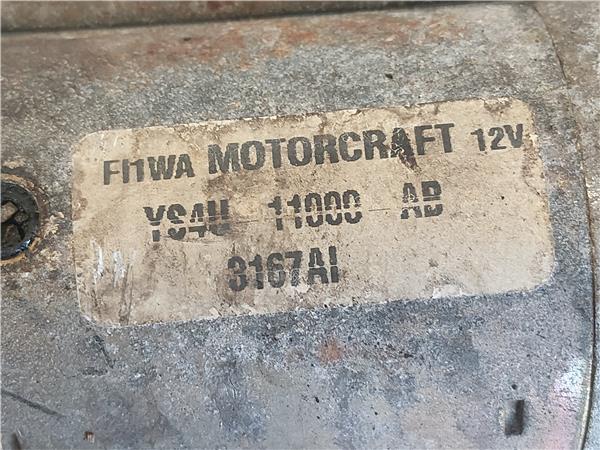 FI1WA MOTORCRAFT 12V
YS4U-11000-AB
3167AI